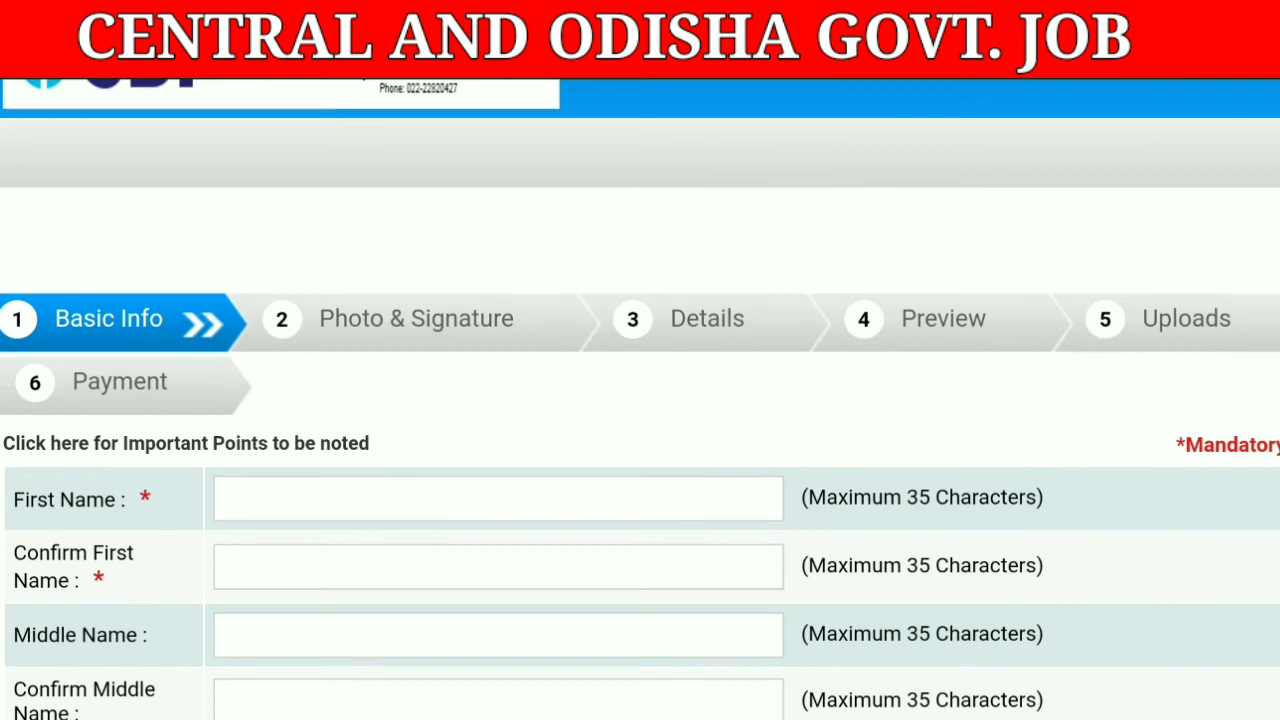 CENTRAL AND ODISHA GOVT. JOB
Phone: 022-22820427
1 Basic Info 2 Photo & Signature 3 Details 4 Preview 5 Uploads
6 Payment
Click here for Important Points to be noted
*Mandatory
First Name : * (Maximum 35 Characters)
Confirm First
Name : * (Maximum 35 Characters)
Middle Name : (Maximum 35 Characters)
Confirm Middle
Name : (Maximum 35 Characters)